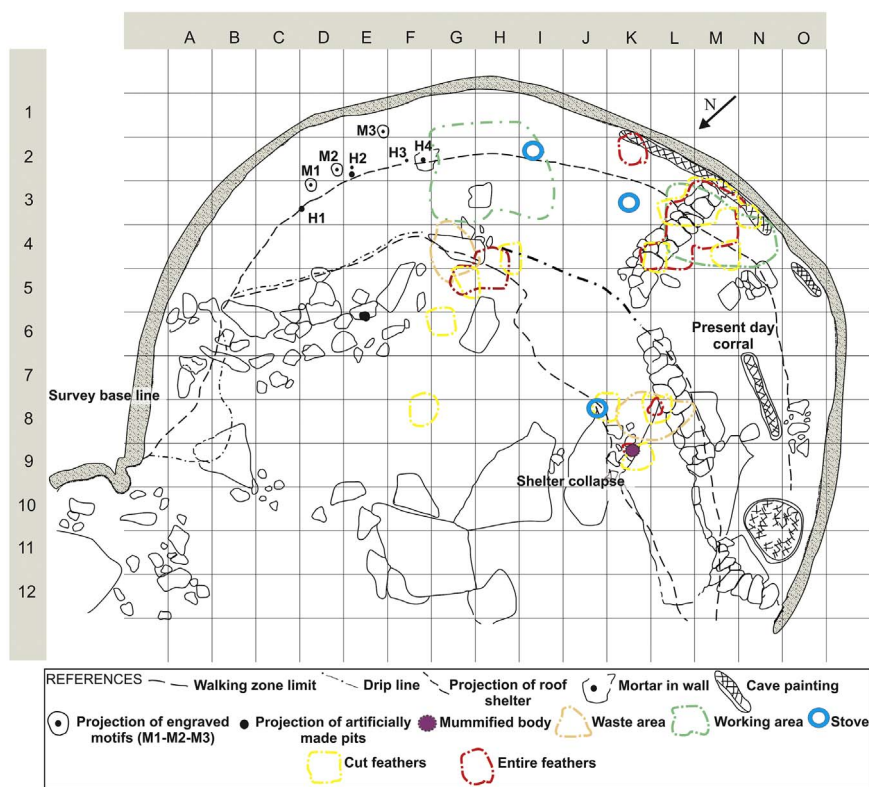 A B C D E F G H I J K L M N O
1
N
M3
2
M2 H2 H3 H4
M1
3
H1
4
5
6
Present day
corral
7
Survey base line
8
9
Shelter collapse
10
11
12
REFERENCES Walking zone limit Drip line Projection of roof
shelter Mortar in wall Cave painting
Projection of engraved
motifs (M1-M2-M3) Projection of artificially
made pits Mummified body Waste area Working area Stove
Cut feathers Entire feathers